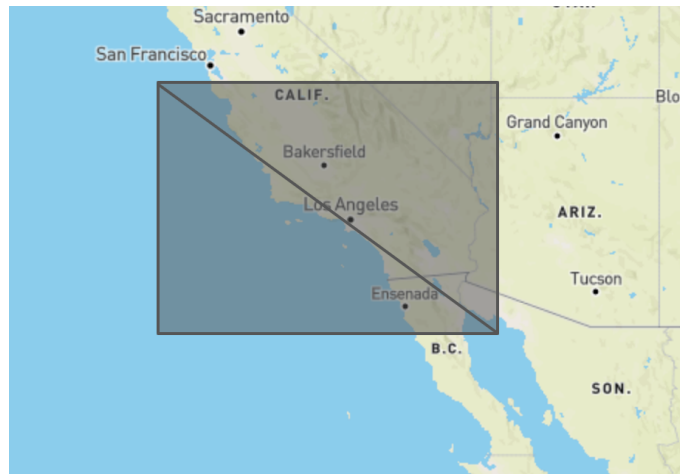 Sacramento
San Francisco
CALIF.
Blo
Grand Canyon
Bakersfield
Los Angeles
ARIZ.
Tucson
Ensenada
B.C.
SON.